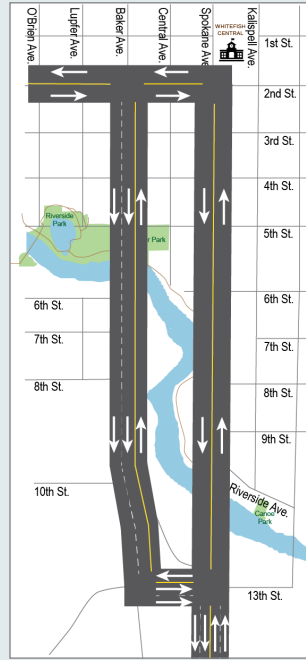 O'Brien Ave.
Lupfer Ave.
Baker Ave.
Central Ave.
Spokane Ave
Kalispell Ave.
WHITEFISH
CENTRAL
1st St.
2nd St.
3rd St.
4th St.
Riverside
Park
5th St.
r Park
6th St.
6th St.
7th St.
7th St.
8th St.
8th St.
9th St.
10th St.
Riverside Ave.
Canoe
Park
13th St.